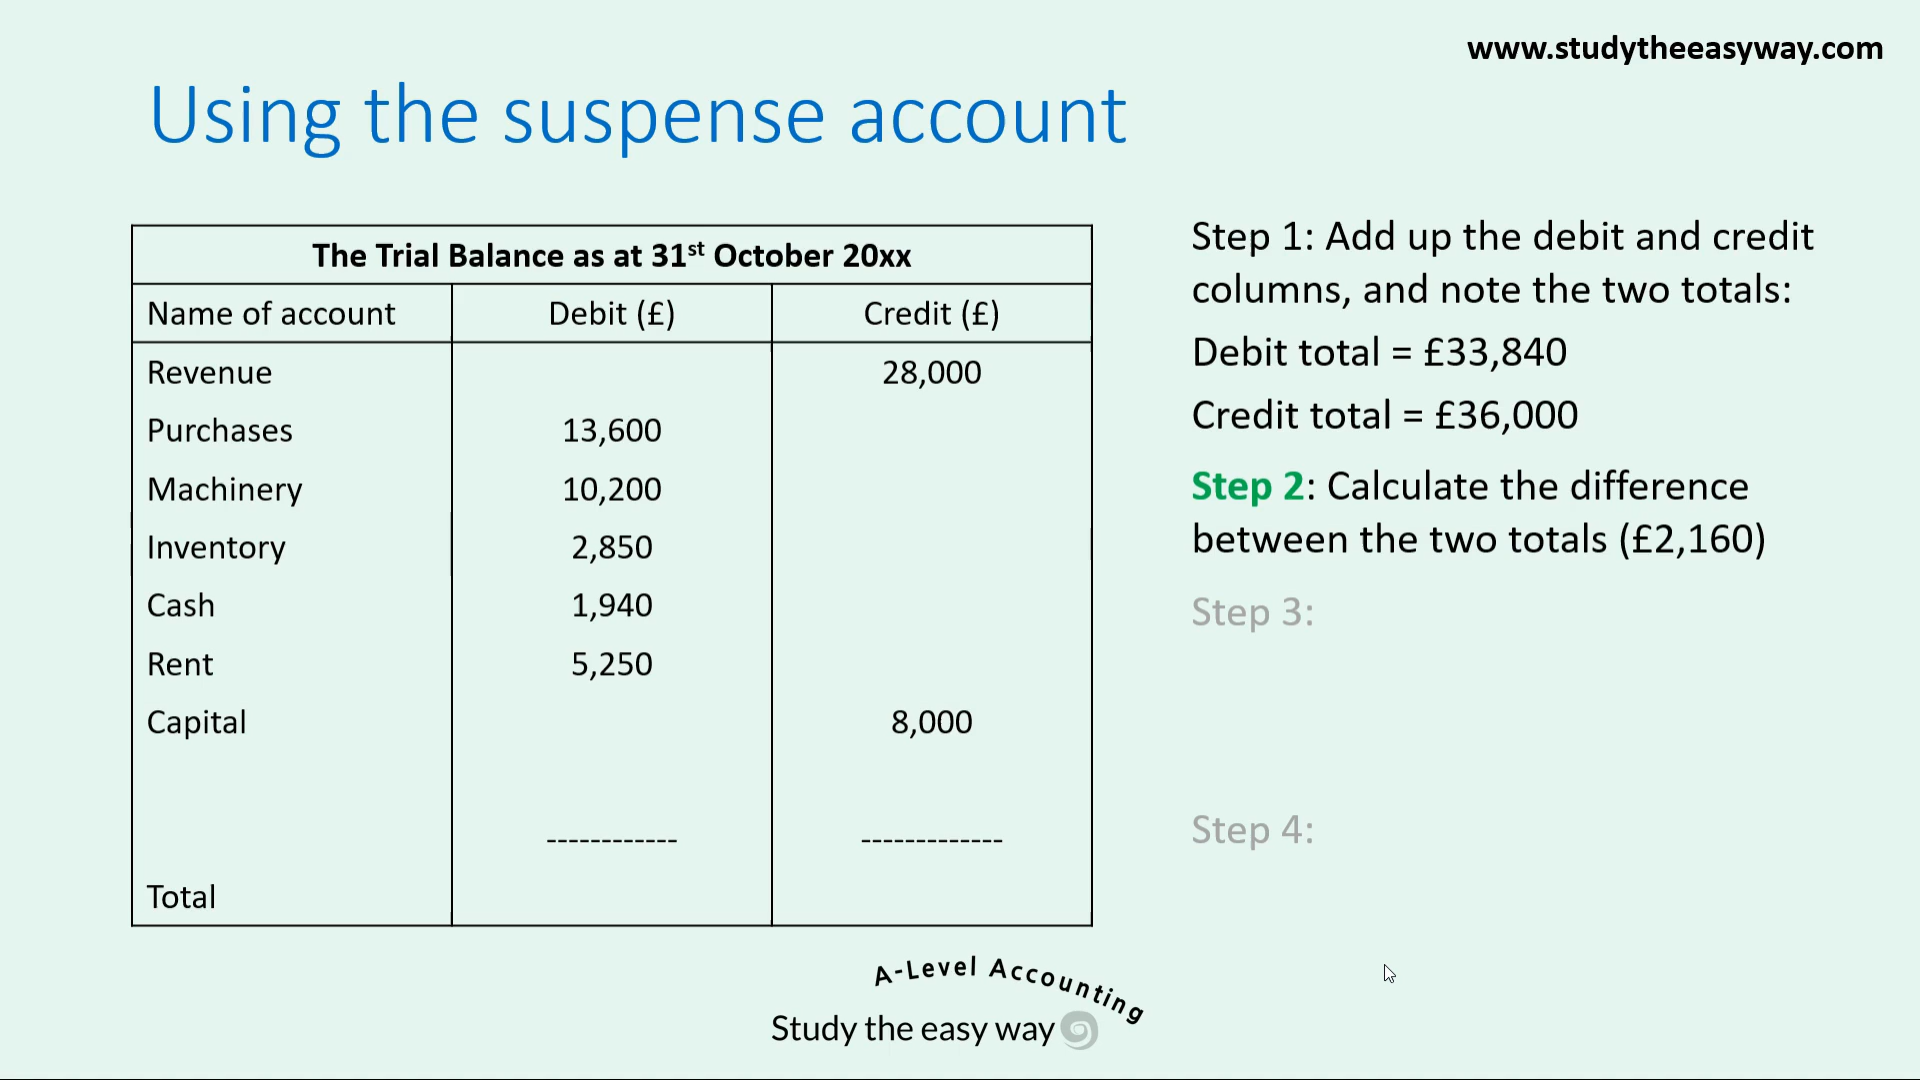 www.studytheeasyway.com
Using the suspense account
The Trial Balance as at 31st October 20xx
Name of account Debit (£) Credit (£)
Revenue 28,000
Purchases 13,600
Machinery 10,200
Inventory 2,850
Cash 1,940
Rent 5,250
Capital 8,000
------------ -------------
Total
Step 1: Add up the debit and credit
columns, and note the two totals:
Debit total = £33,840
Credit total = £36,000
Step 2: Calculate the difference
between the two totals (£2,160)
Step 3:
Step 4:
A-Level Accounting
Study the easy way